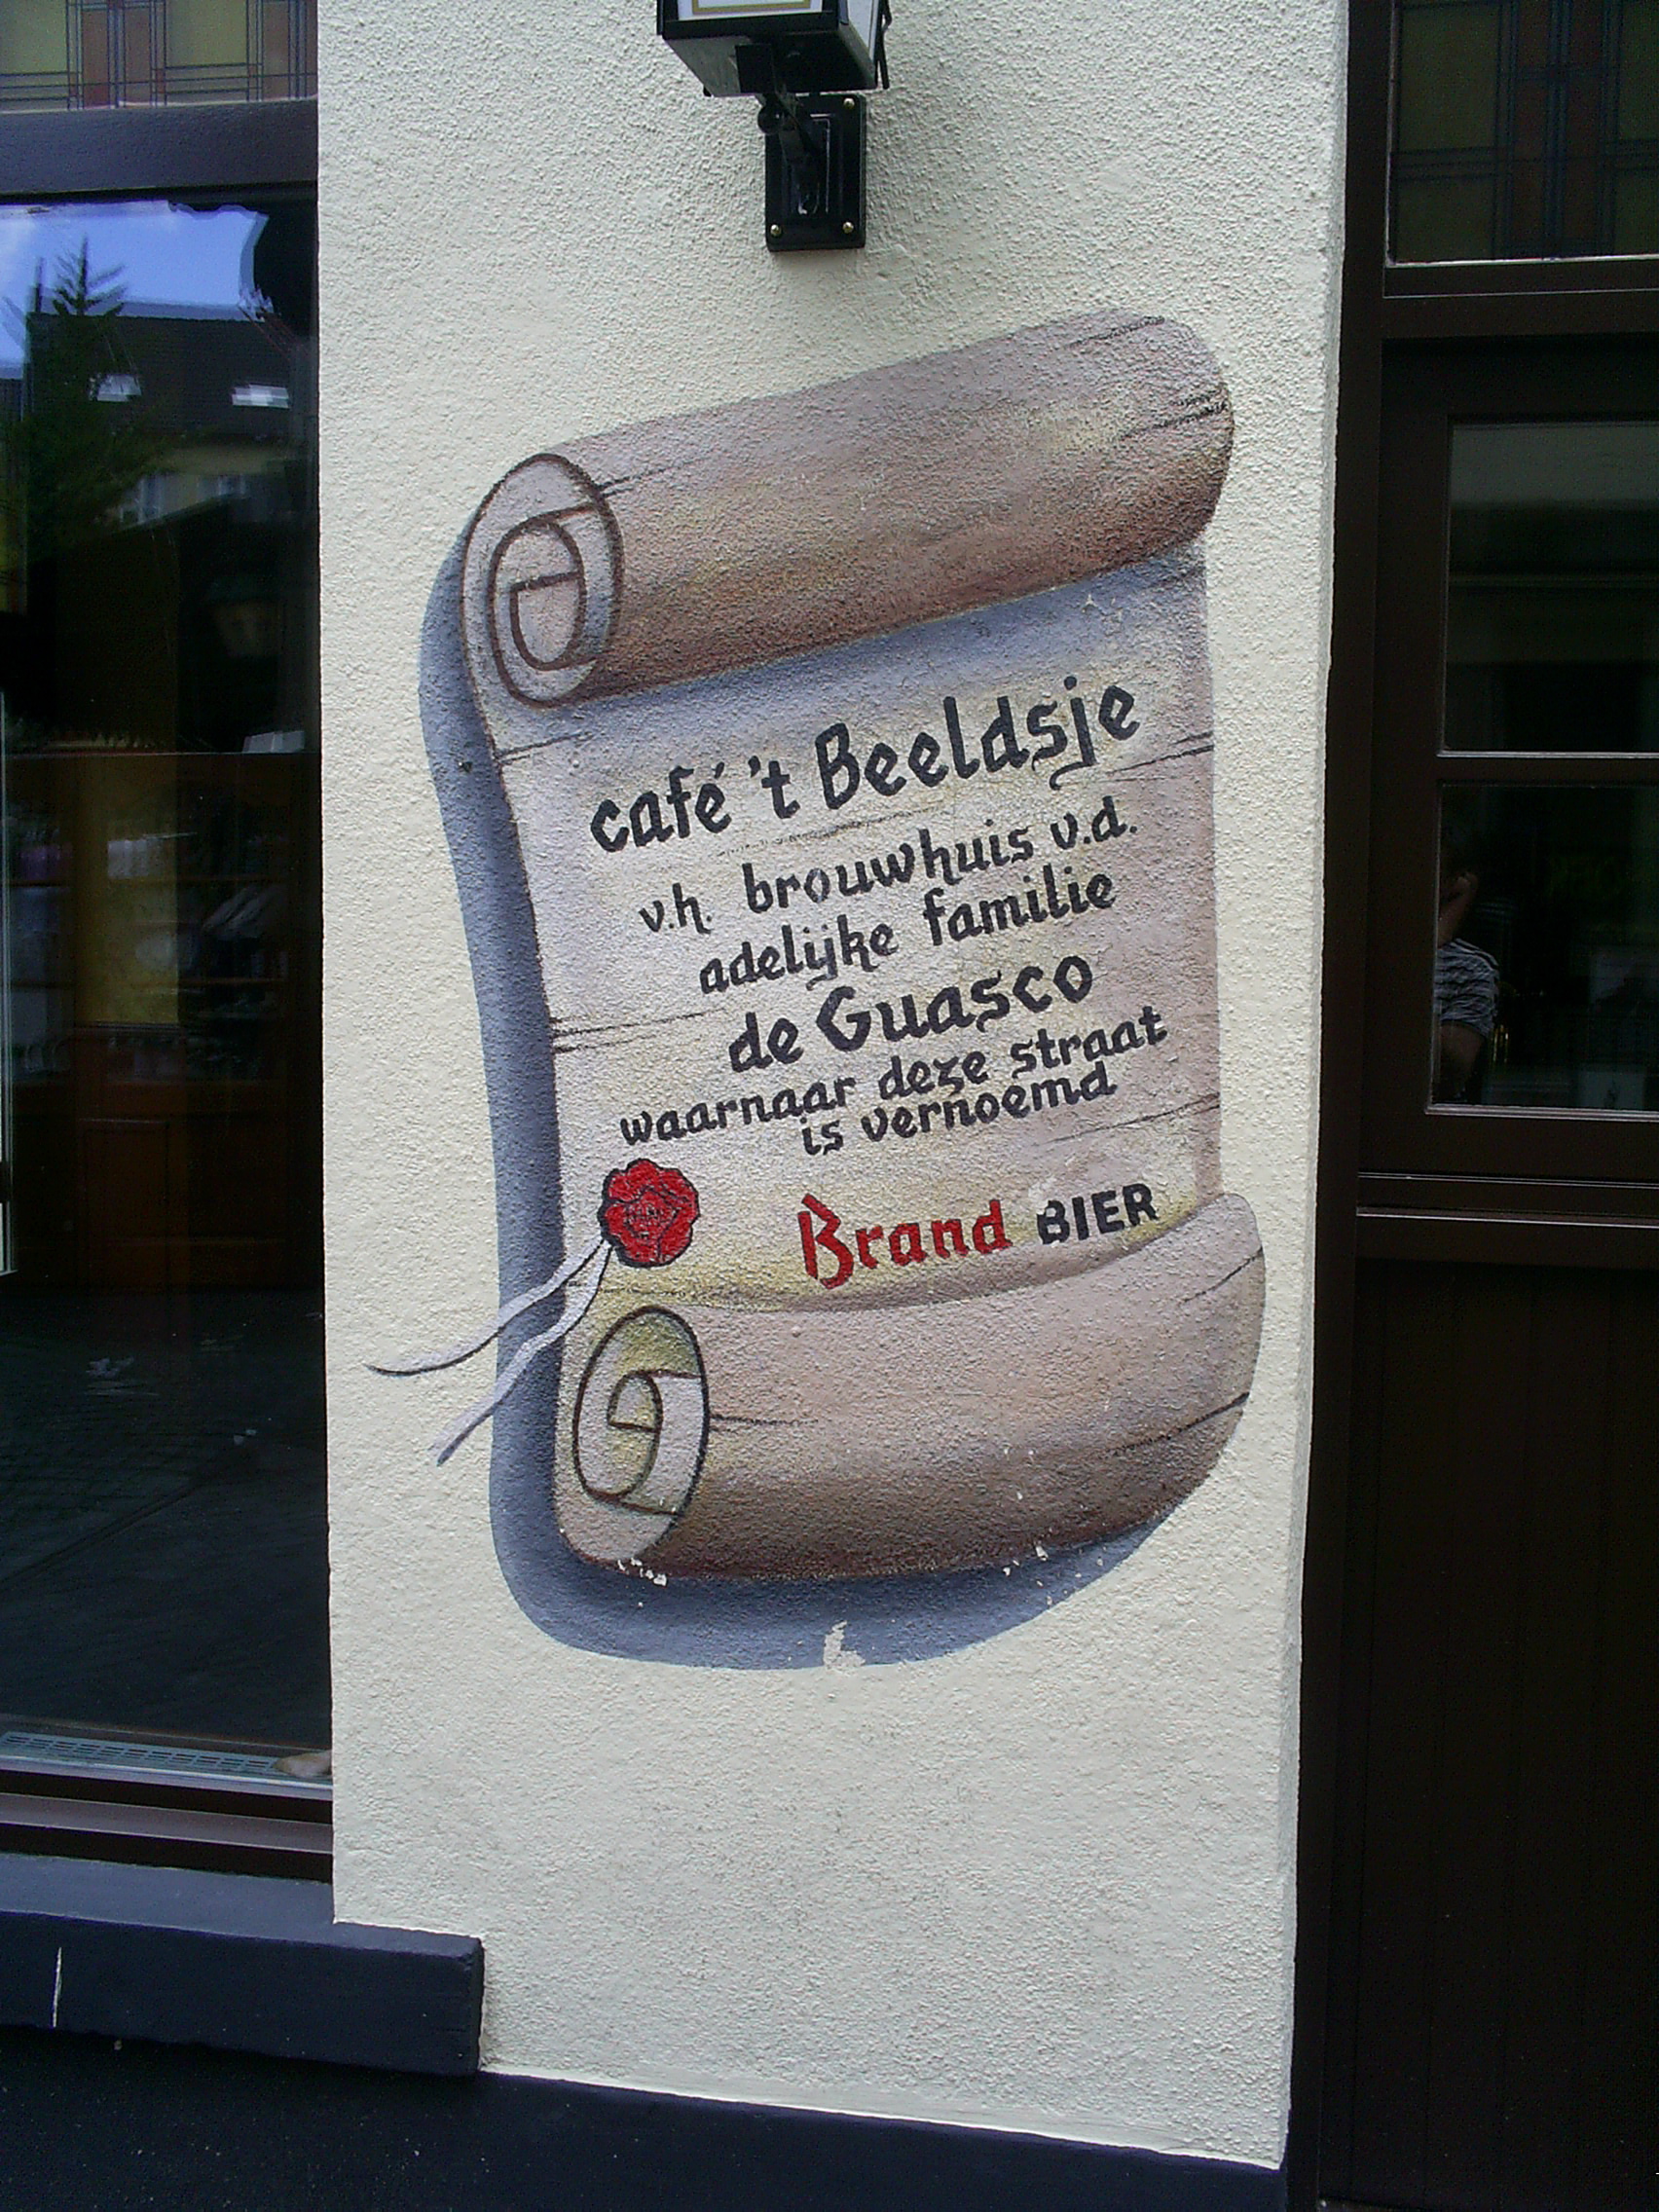 café 't Beeldsje
v.h. brouwhuis v.d.
adelijke familie
de Guasco
waarnaar deze straat
is vernoemd
Brand BIER